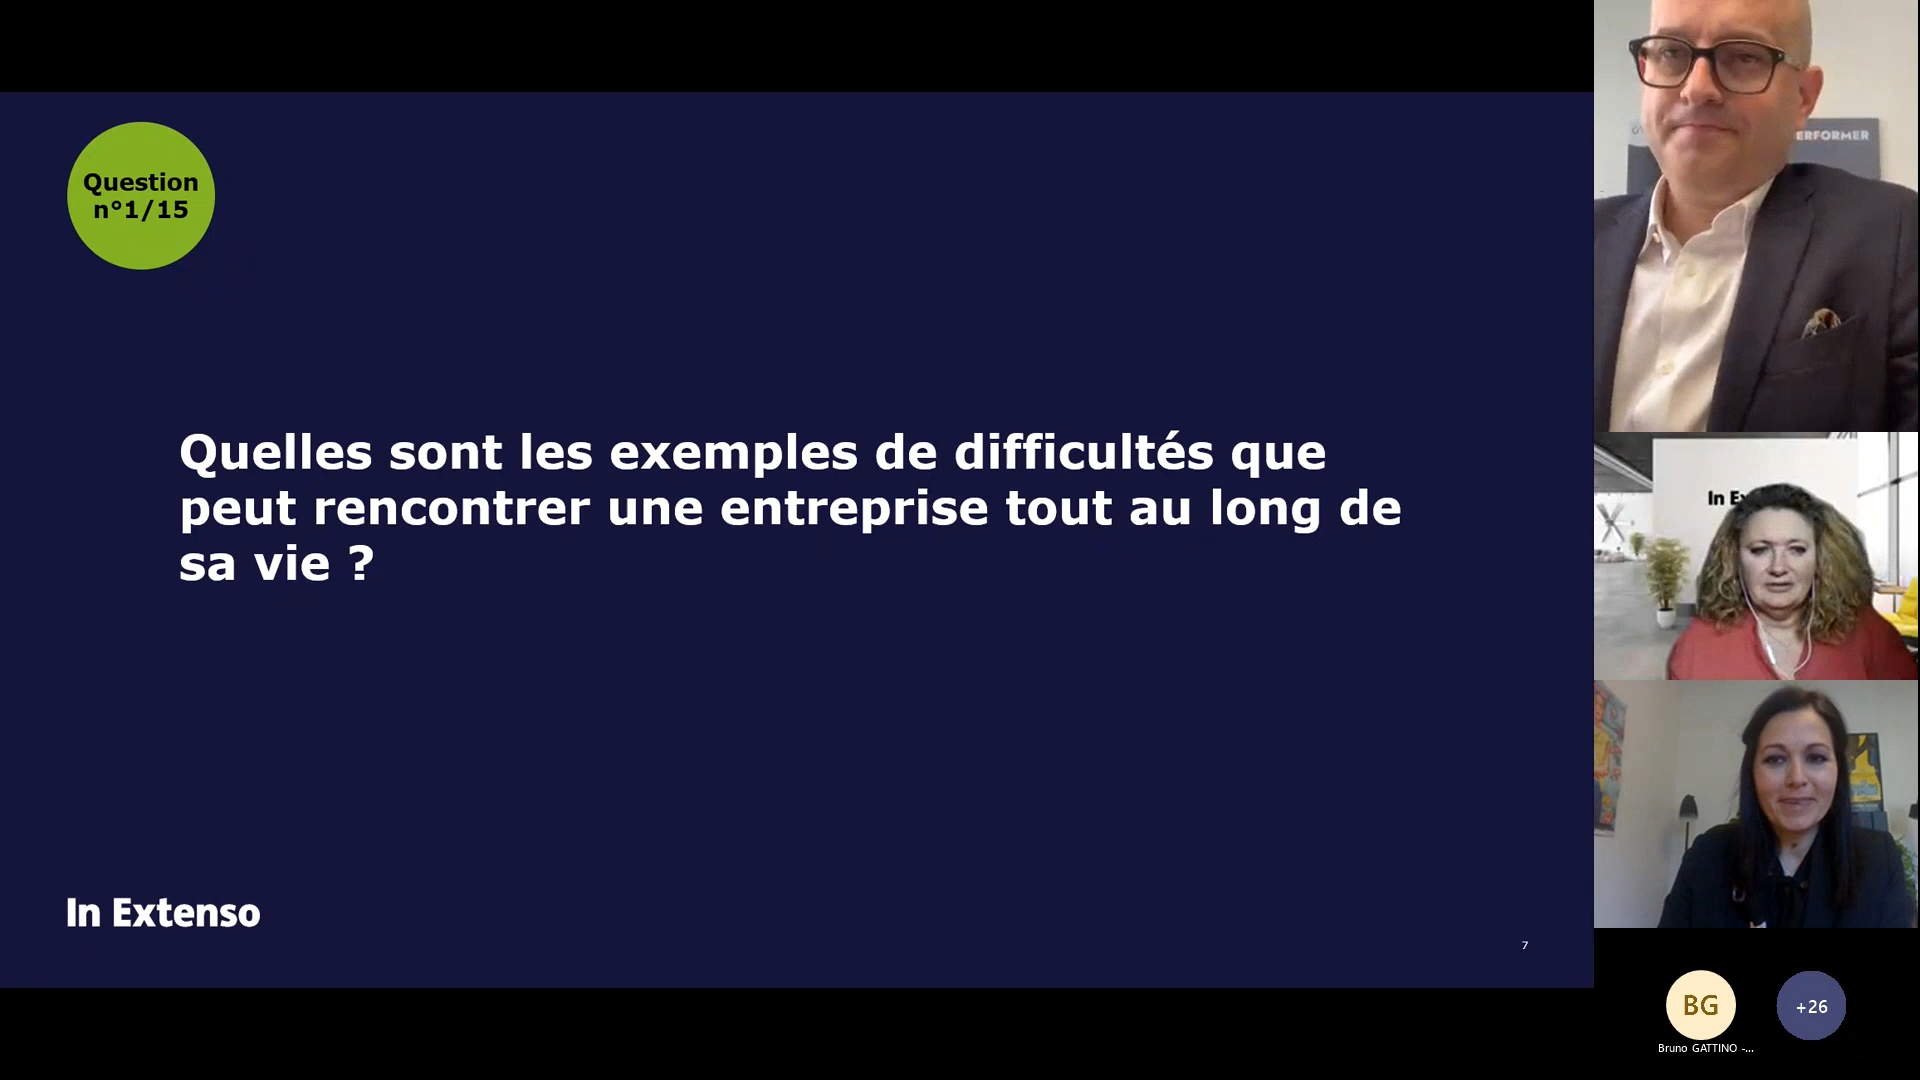 Question
n°1/15
Quelles sont les exemples de difficultés que
peut rencontrer une entreprise tout au long de
sa vie ?
In Extenso
7
ERFORMER
In Ex
BG
+26
Bruno GATTINO -...